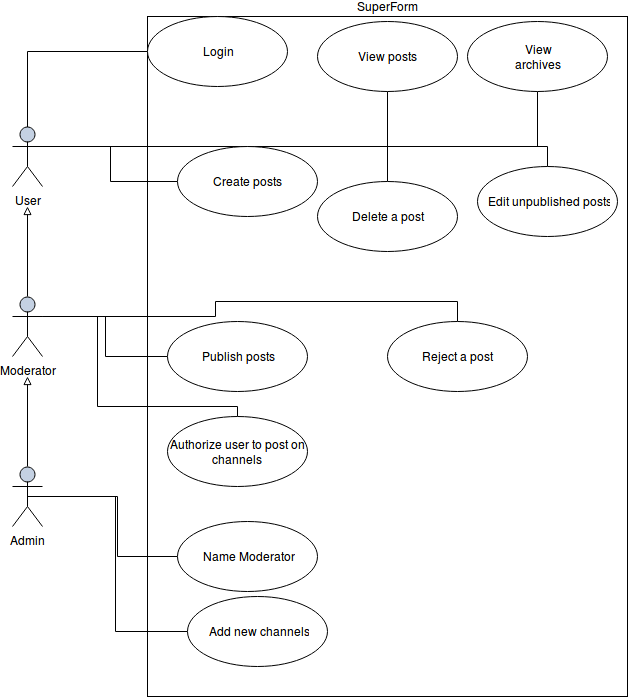 SuperForm
Login
View posts
View
archives
User
Create posts
Delete a post
Edit unpublished posts
Moderator
Publish posts
Reject a post
Authorize user to post on
channels
Admin
Name Moderator
Add new channels